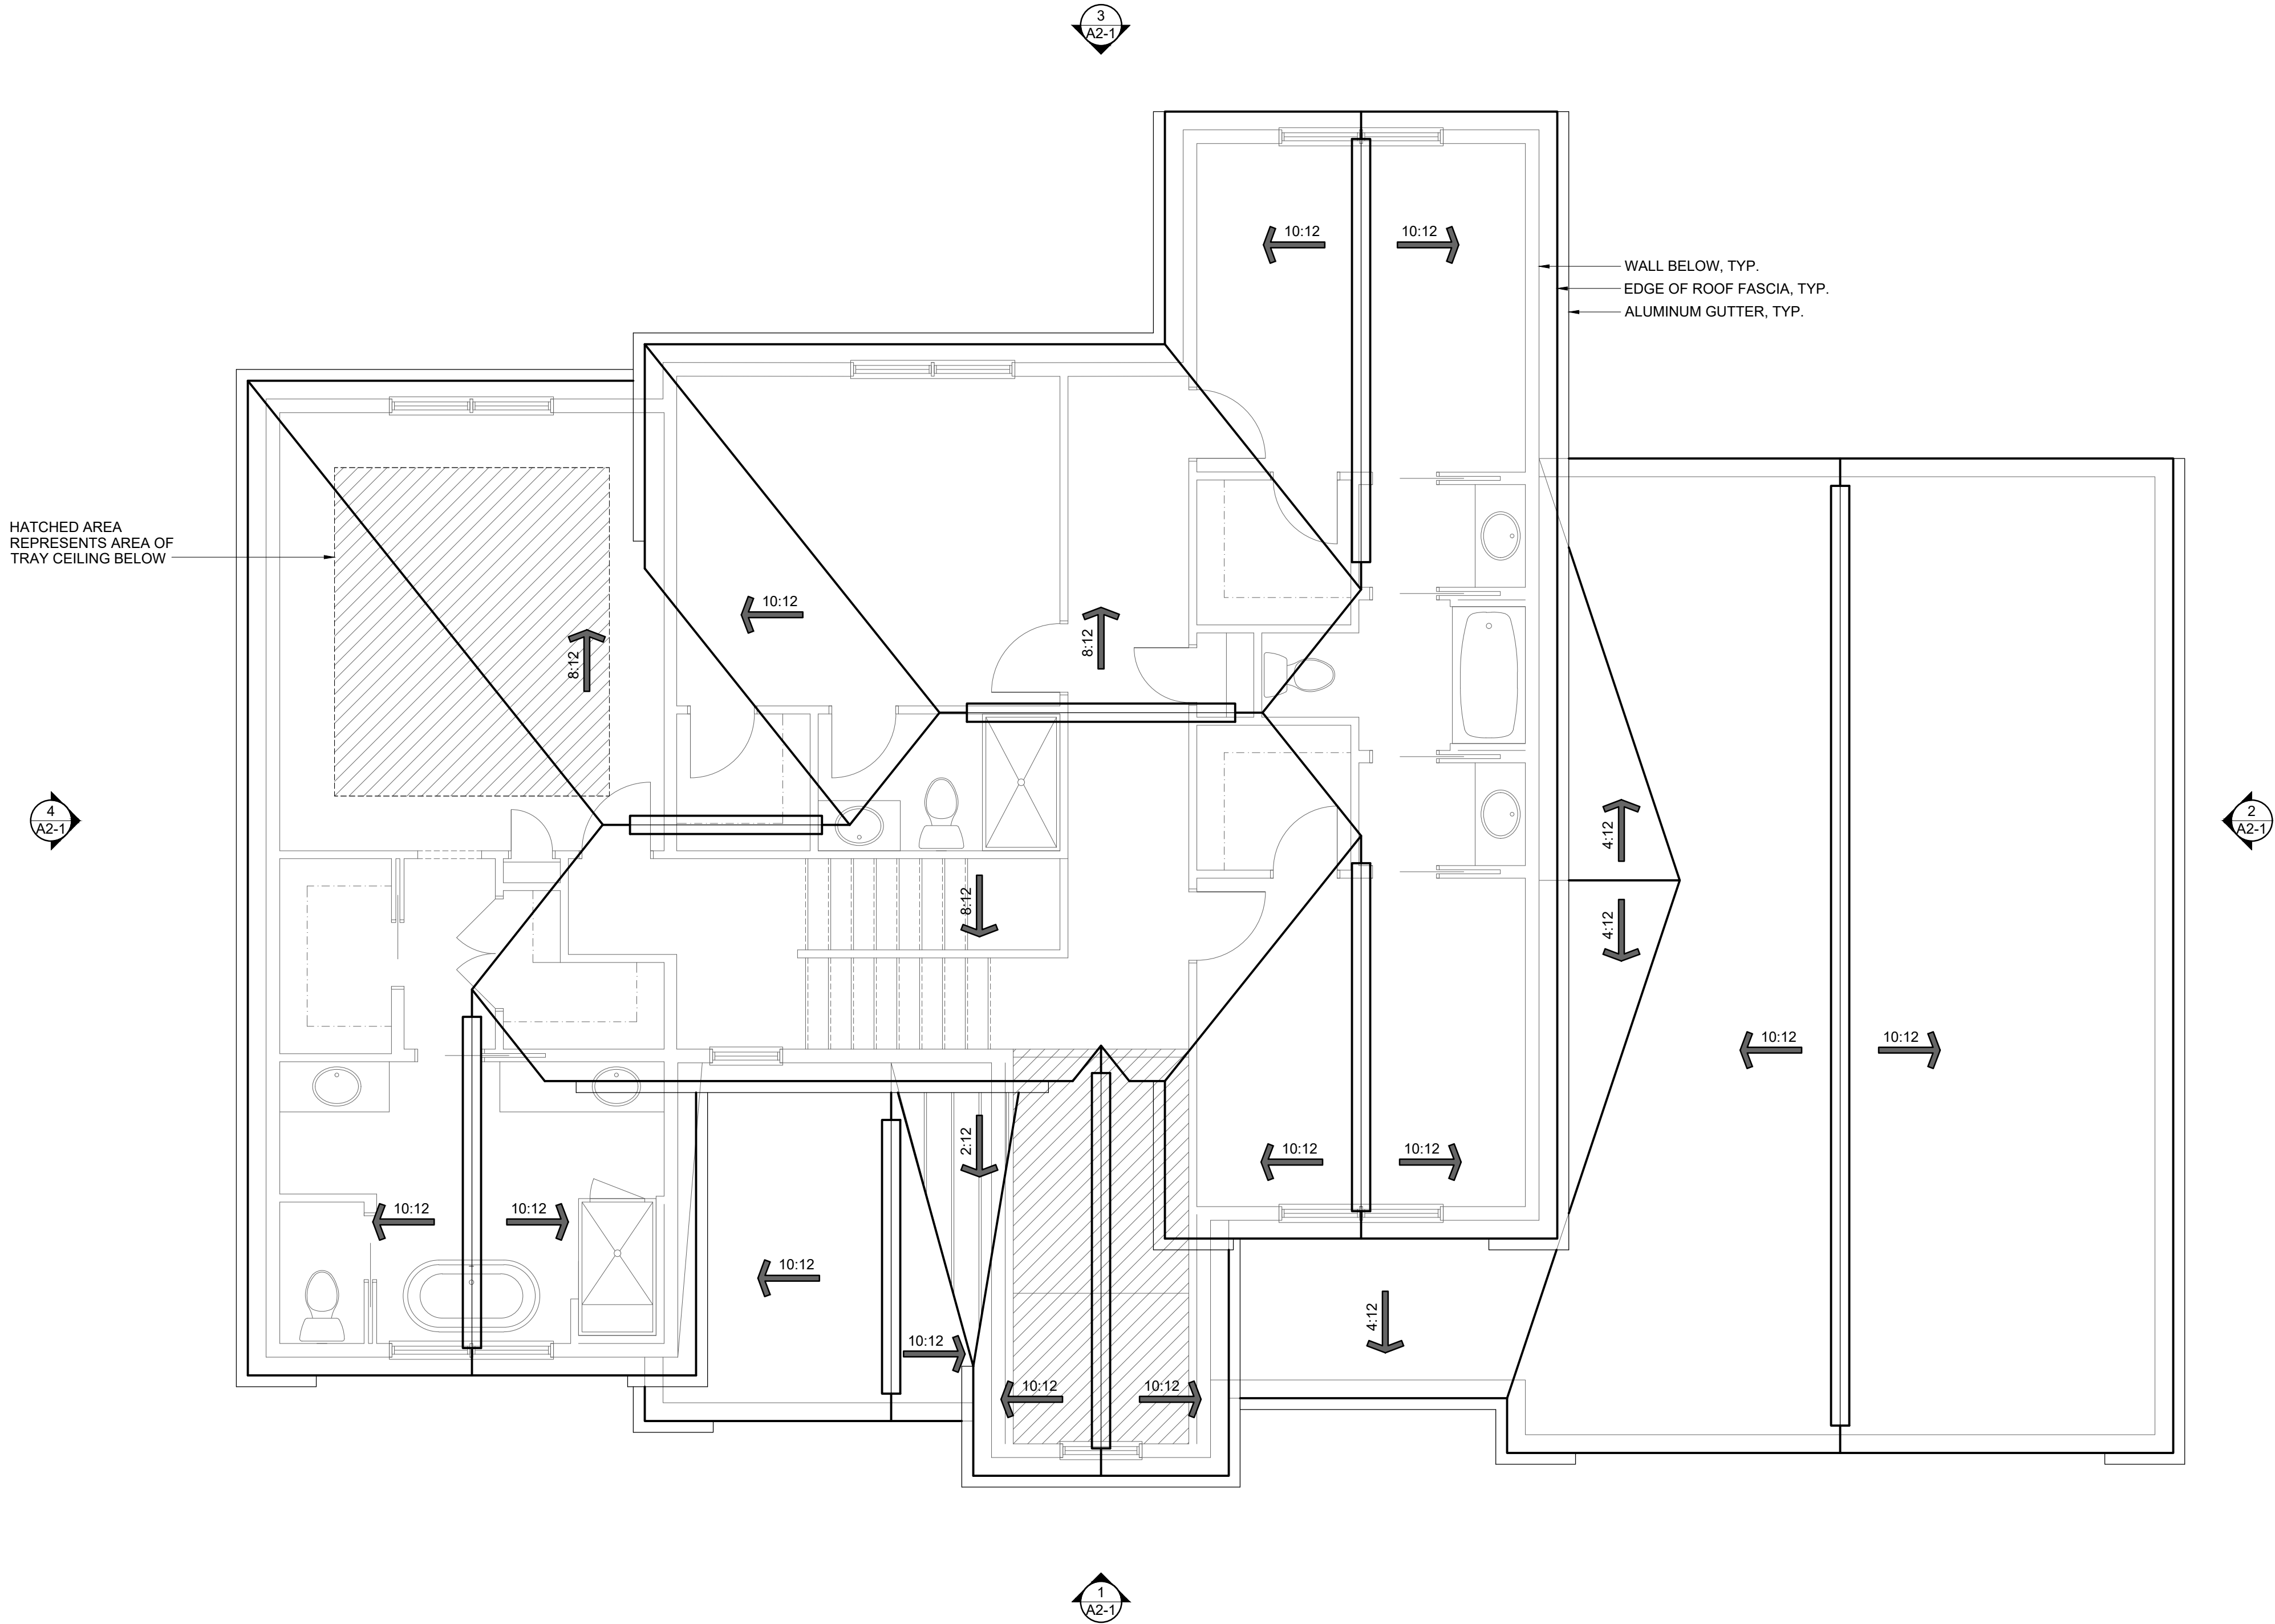 3
A2-1
10:12
10:12
WALL BELOW, TYP.
EDGE OF ROOF FASCIA, TYP.
ALUMINUM GUTTER, TYP.
HATCHED AREA
REPRESENTS AREA OF
TRAY CEILING BELOW
10:12
8:12
8:12
4
A2-1
2
A2-1
4:12
8:12
4:12
10:12
10:12
2:12
10:12
10:12
10:12
10:12
10:12
4:12
10:12
10:12
10:12
1
A2-1